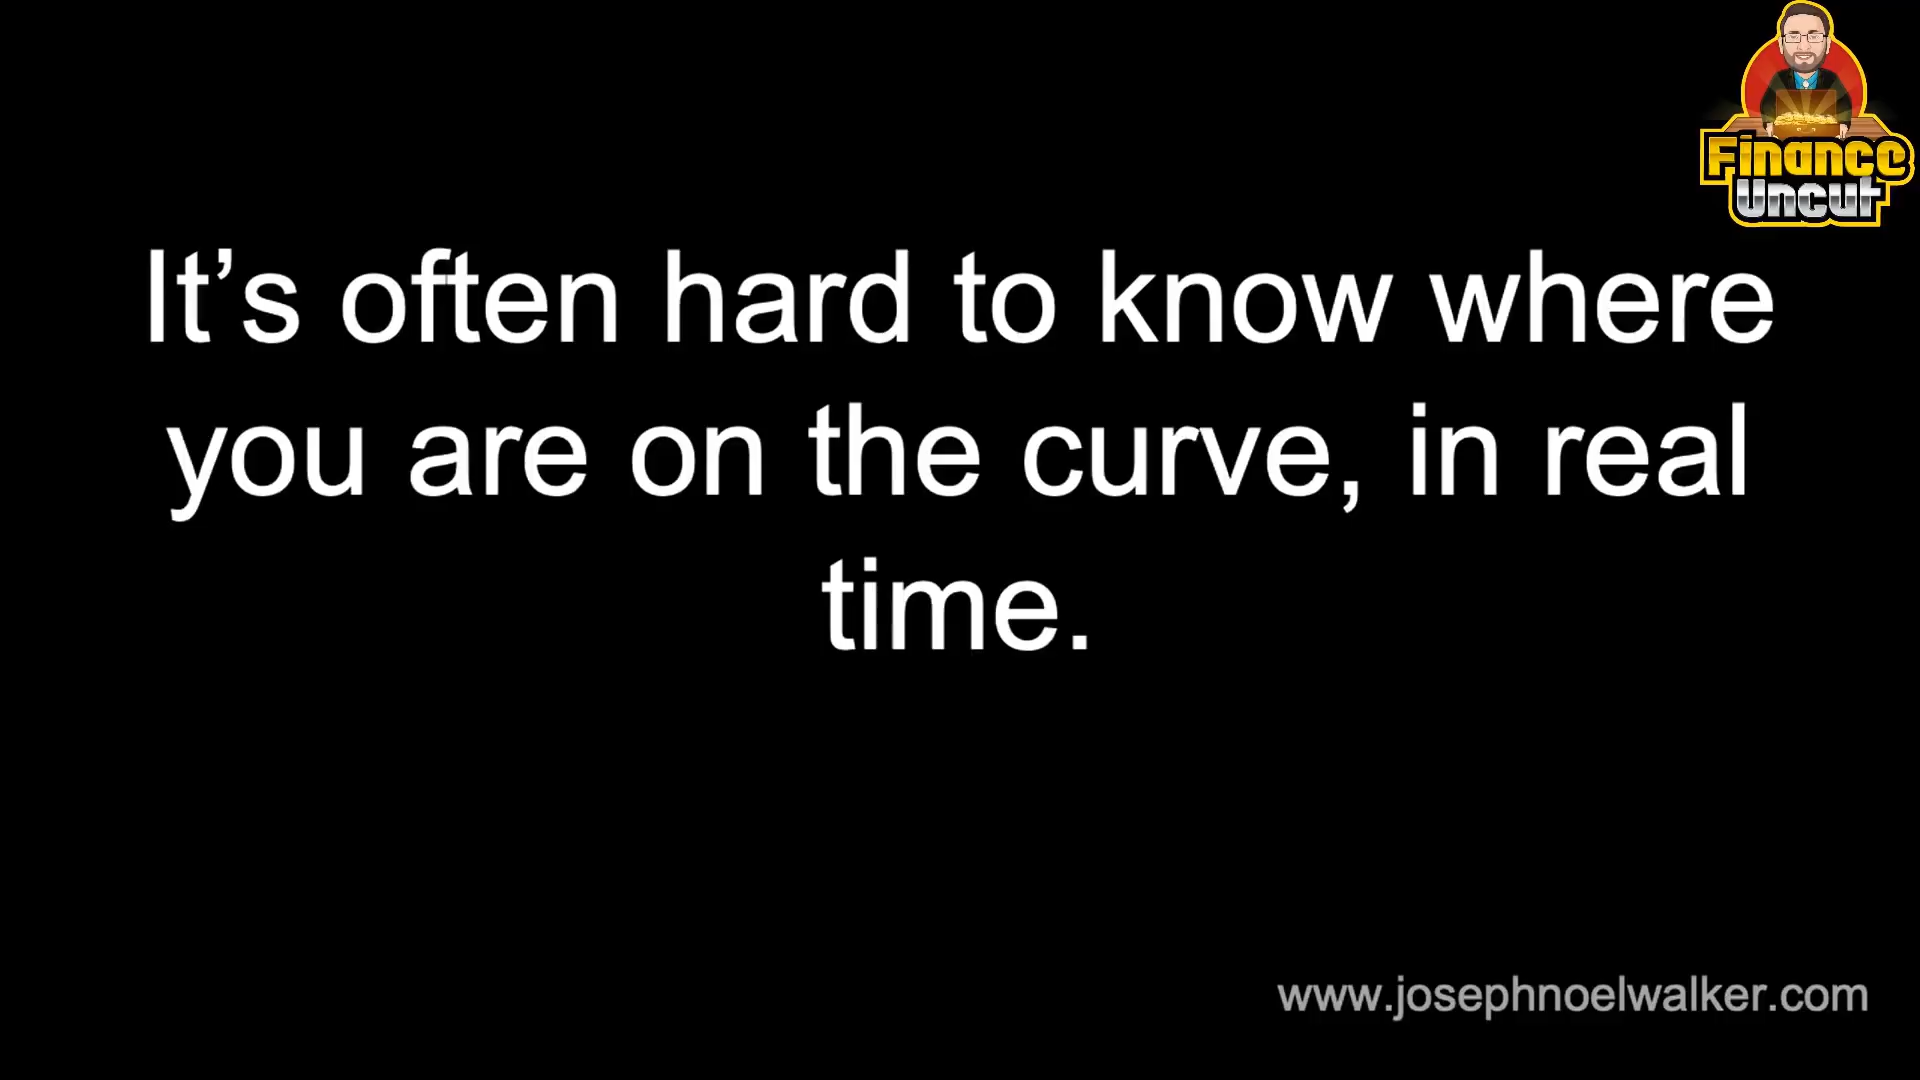 Finance
Uncut
It’s often hard to know where
you are on the curve, in real
time.
www.josephnoelwalker.com